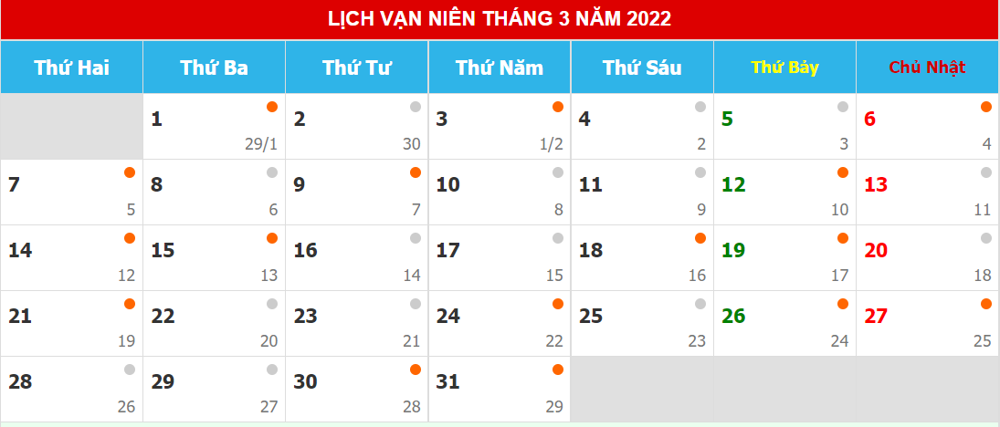 LỊCH VẠN NIÊN THÁNG 3 NĂM 2022
Thứ Hai Thứ Ba Thứ Tư Thứ Năm Thứ Sáu Thứ Bảy Chủ Nhật
1 2 3 4 5 6
29/1 30 1/2 2 3 4
7 8 9 10 11 12 13
5 6 7 8 9 10 11
14 15 16 17 18 19 20
12 13 14 15 16 17 18
21 22 23 24 25 26 27
19 20 21 22 23 24 25
28 29 30 31
26 27 28 29